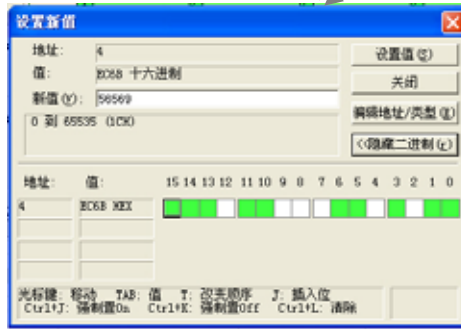 设置新值
地址: 4
设置值(S)
值: EC6B 十六进制
关闭
新值(Y): 56569
编辑地址/类型(E)
0 到 65535 (1CH)
<<隐藏二进制(F)
地址: 值: 15 14 13 12 11 10 9 8 7 6 5 4 3 2 1 0
4 EC6B HEX
光标键: 移动 TAB: 值 T: 改变顺序 J: 插入位
Ctrl+J: 强制置On Ctrl+K: 强制置Off Ctrl+L: 清除